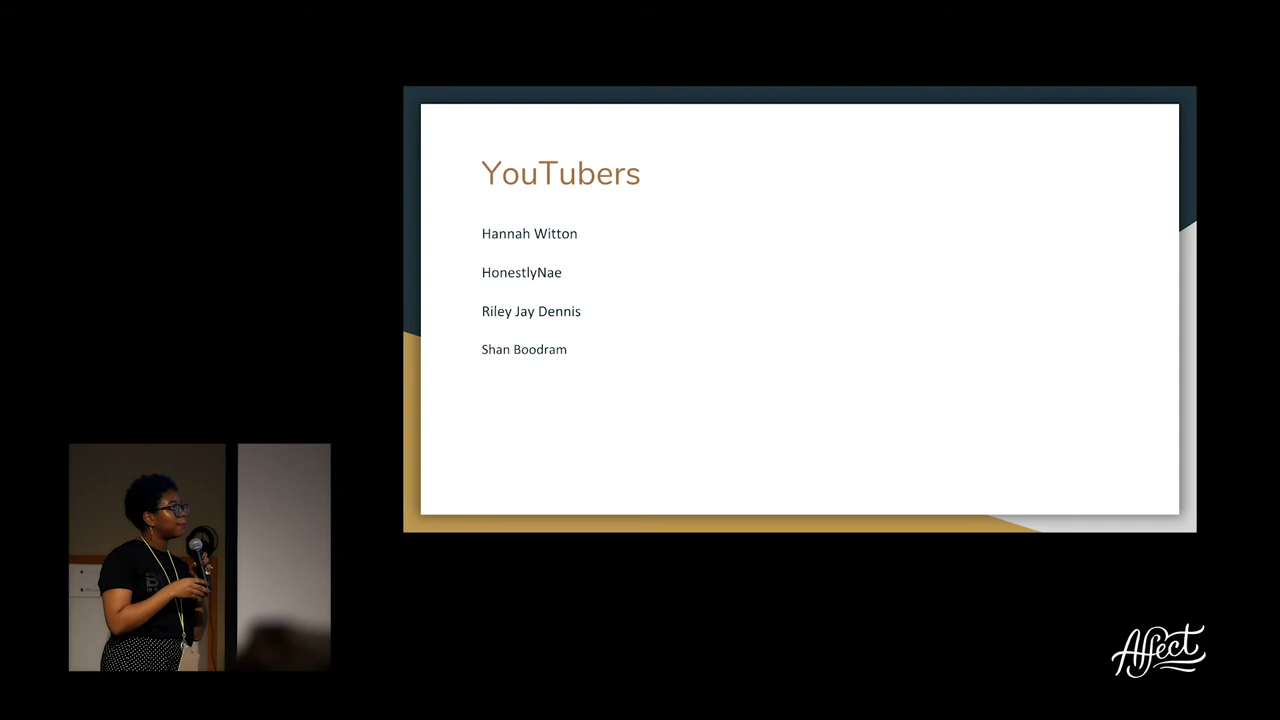 YouTubers
Hannah Witton
HonestlyNae
Riley Jay Dennis
Shan Boodram
Affect